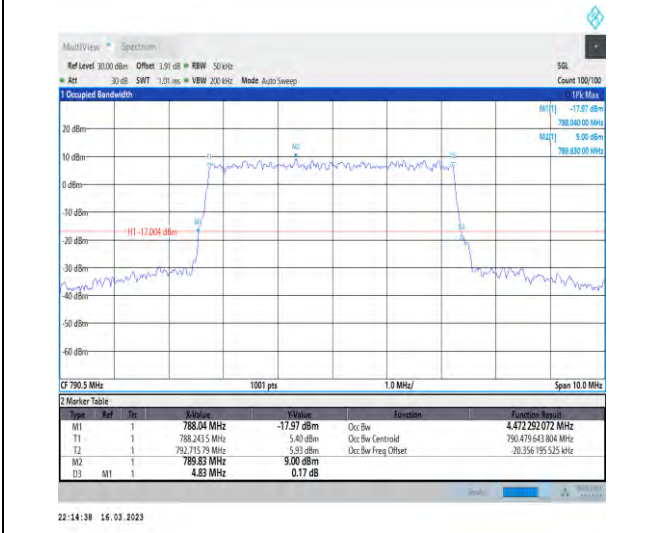 MultiView Spectrum
Ref Level 30.00 dBm Offset 3.91 dB RBW 50 kHz SGL
Att 30 dB SWT 1.01 ms VBW 200 kHz Mode Auto Sweep Count 100/100
1 Occupied Bandwidth 1Pk Max
M1[1] -17.97 dBm
788.040 00 MHz
M2[1] 9.00 dBm
789.830 00 MHz
20 dBm
M2
T1
10 dBm
0 dBm
-10 dBm
M1
H1 -17.004 dBm
-20 dBm
-30 dBm
-40 dBm
-50 dBm
-60 dBm
CF 790.5 MHz 1001 pts 1.0 MHz/ Span 10.0 MHz
2 Marker Table
Type Ref Trc X-Value Y-Value Function Function Result
M1 1 788.04 MHz -17.97 dBm Occ Bw 4.472 292 072 MHz
T1 1 788.243 5 MHz 5.40 dBm Occ Bw Centroid 790.479 643 804 MHz
T2 1 792.715 79 MHz 5.93 dBm Occ Bw Freq Offset -20.356 195 525 kHz
M2 1 789.83 MHz 9.00 dBm
D3 M1 1 4.83 MHz 0.17 dB
22:14:38 16.03.2023